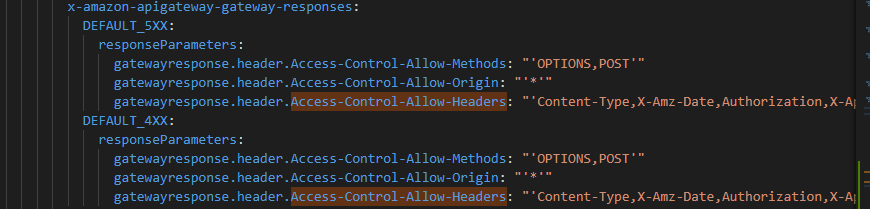 x-amazon-apigateway-gateway-responses:
DEFAULT_5XX:
responseParameters:
gatewayresponse.header.Access-Control-Allow-Methods: "'OPTIONS,POST'"
gatewayresponse.header.Access-Control-Allow-Origin: "'*'"
gatewayresponse.header.Access-Control-Allow-Headers: "'Content-Type,X-Amz-Date,Authorization,X-Ap
DEFAULT_4XX:
responseParameters:
gatewayresponse.header.Access-Control-Allow-Methods: "'OPTIONS,POST'"
gatewayresponse.header.Access-Control-Allow-Origin: "'*'"
gatewayresponse.header.Access-Control-Allow-Headers: "'Content-Type,X-Amz-Date,Authorization,X-Ap